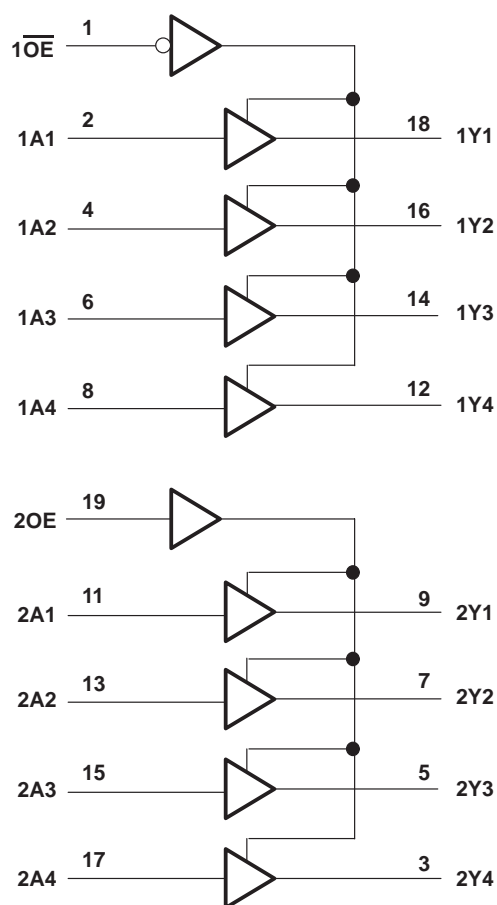 1O̅E̅ 1
1A1 2 18 1Y1
1A2 4 16 1Y2
1A3 6 14 1Y3
1A4 8 12 1Y4
2OE 19
2A1 11 9 2Y1
2A2 13 7 2Y2
2A3 15 5 2Y3
2A4 17 3 2Y4